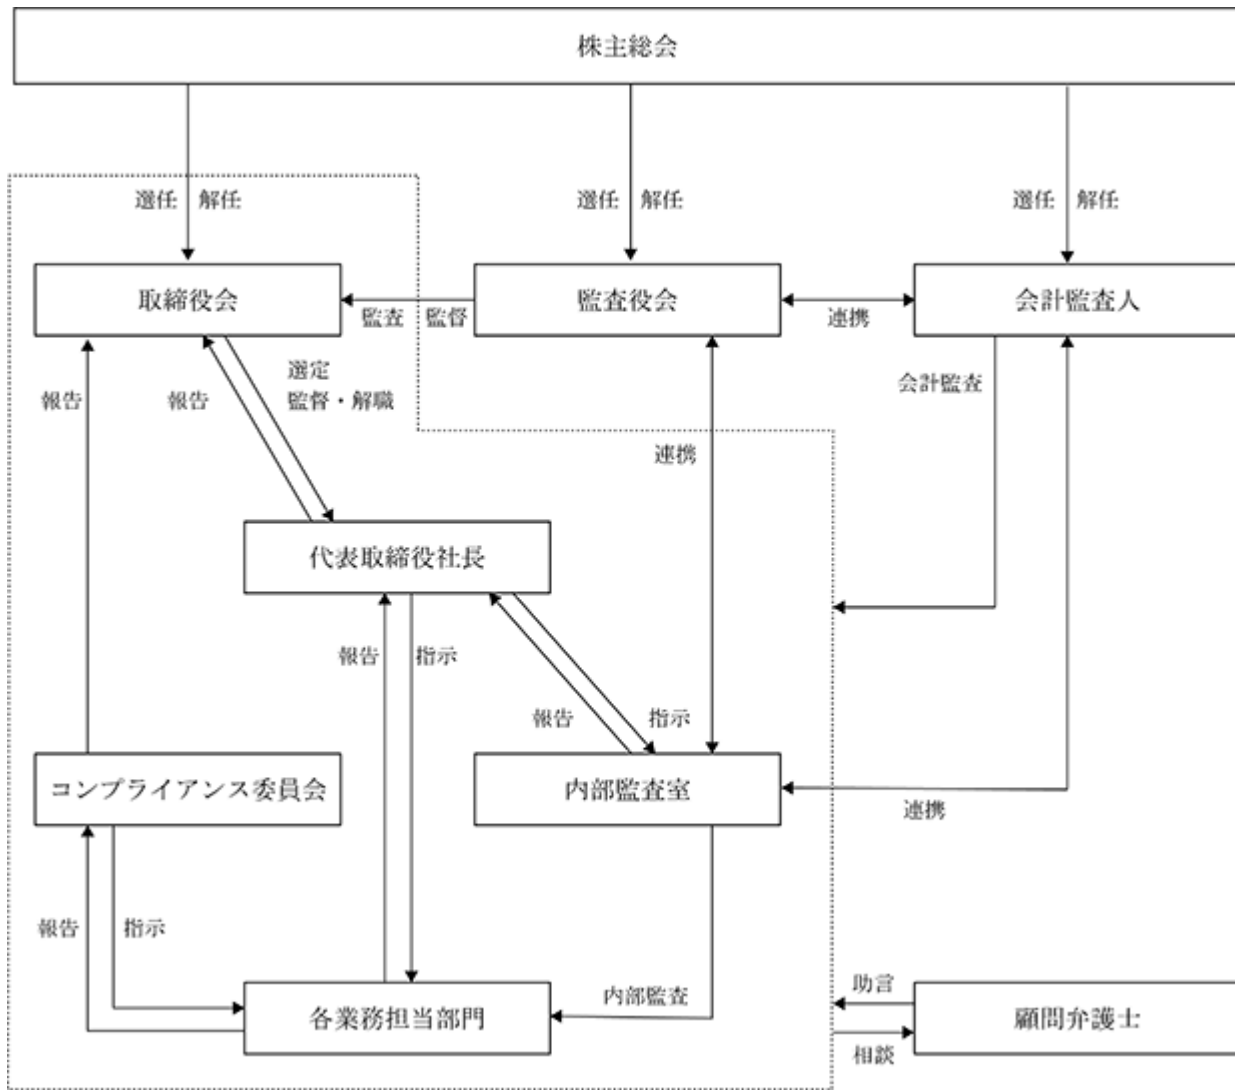 株主総会
選任 解任
選任 解任
選任 解任
取締役会
監査 監督
監査役会
連携
会計監査人
報告
報告
選定
監督・解職
連携
会計監査
代表取締役社長
報告
指示
報告
指示
コンプライアンス委員会
内部監査室
連携
報告
指示
各業務担当部門
内部監査
助言
顧問弁護士
相談